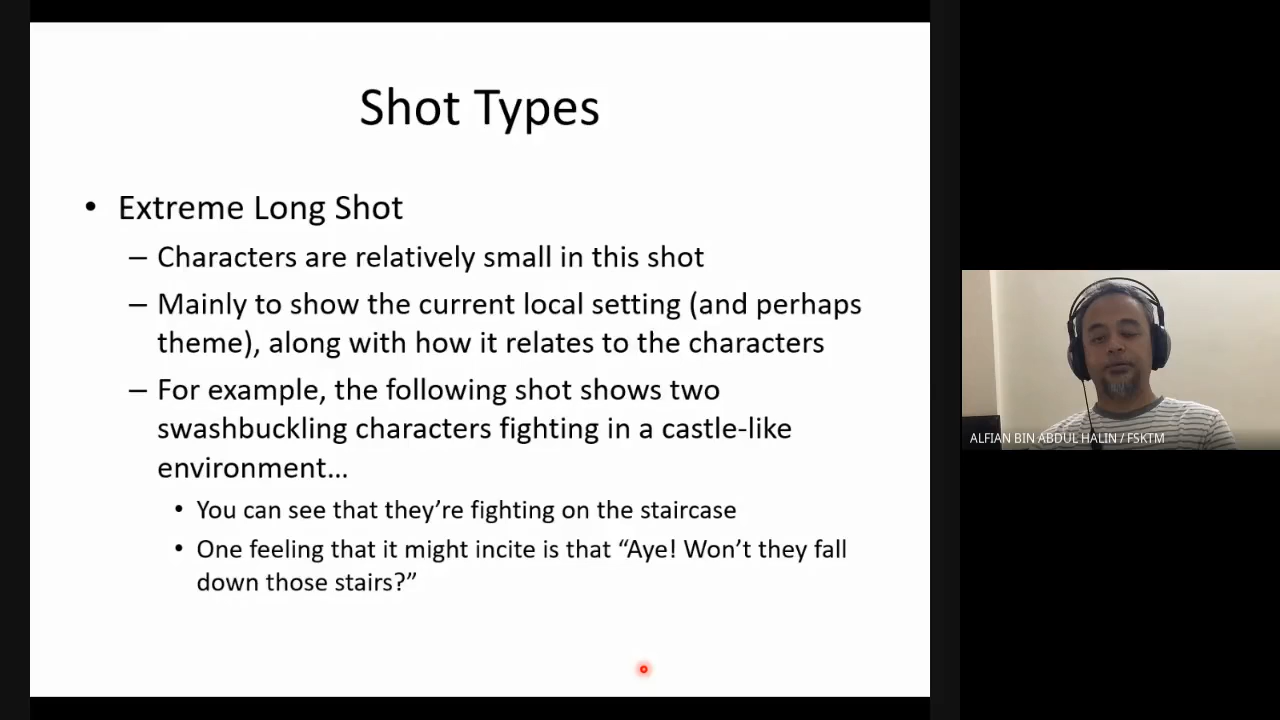 Shot Types
• Extreme Long Shot
– Characters are relatively small in this shot
– Mainly to show the current local setting (and perhaps
theme), along with how it relates to the characters
– For example, the following shot shows two
swashbuckling characters fighting in a castle-like
environment…
• You can see that they’re fighting on the staircase
• One feeling that it might incite is that “Aye! Won’t they fall
down those stairs?”
ALFIAN BIN ABDUL HALIN / FSKTM